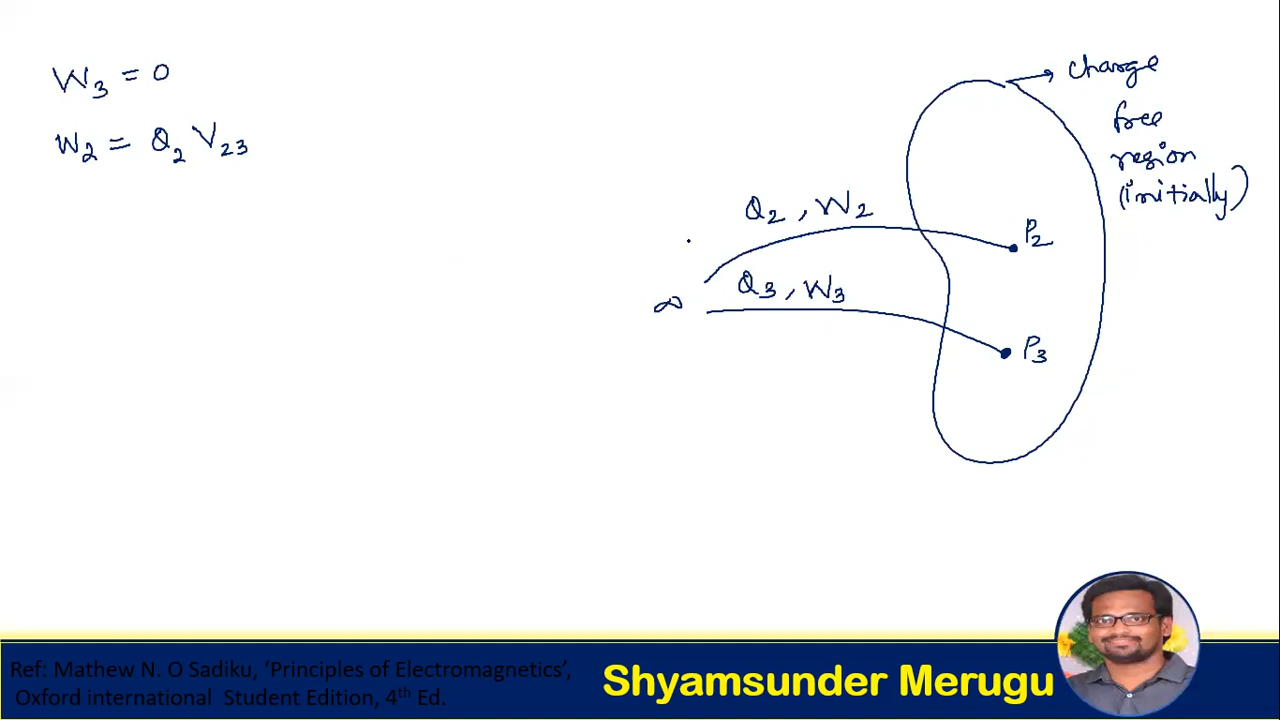 W₃ = 0
W₂ = Q₂ V₂₃
charge
free
region
(initially)
Q₂ , W₂
P₂
Q₃ , W₃
∞
P₃
Ref: Mathew N. O Sadiku, ‘Principles of Electromagnetics’,
Oxford international Student Edition, 4th Ed.
Shyamsunder Merugu